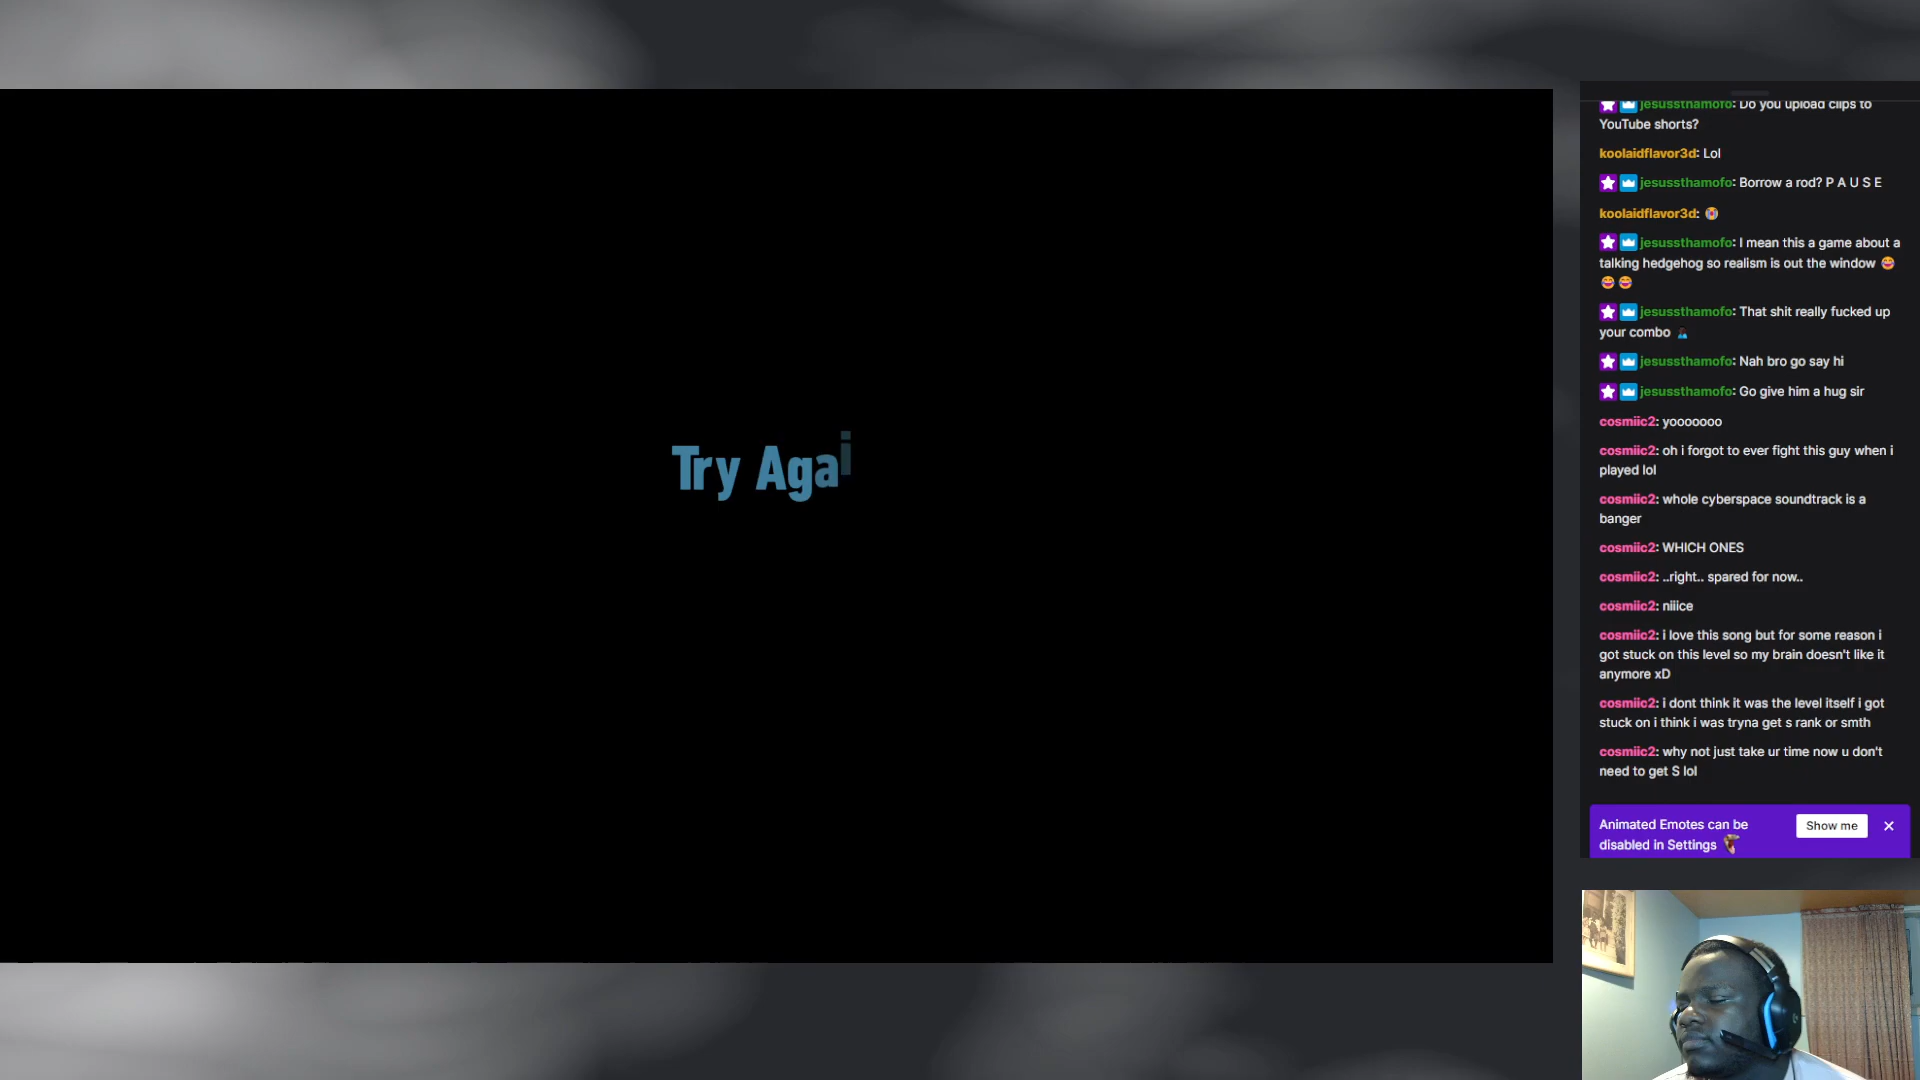 Try Agai
jesussthamofo: Do you upload clips to
YouTube shorts?
koolaidflavor3d: Lol
jesussthamofo: Borrow a rod? P A U S E
koolaidflavor3d:
jesussthamofo: I mean this a game about a
talking hedgehog so realism is out the window
jesussthamofo: That shit really fucked up
your combo
jesussthamofo: Nah bro go say hi
jesussthamofo: Go give him a hug sir
cosmiic2: yooooooo
cosmiic2: oh i forgot to ever fight this guy when i
played lol
cosmiic2: whole cyberspace soundtrack is a
banger
cosmiic2: WHICH ONES
cosmiic2: ..right.. spared for now..
cosmiic2: niiice
cosmiic2: i love this song but for some reason i
got stuck on this level so my brain doesn't like it
anymore xD
cosmiic2: i dont think it was the level itself i got
stuck on i think i was tryna get s rank or smth
cosmiic2: why not just take ur time now u don't
need to get S lol
Animated Emotes can be
disabled in Settings
Show me